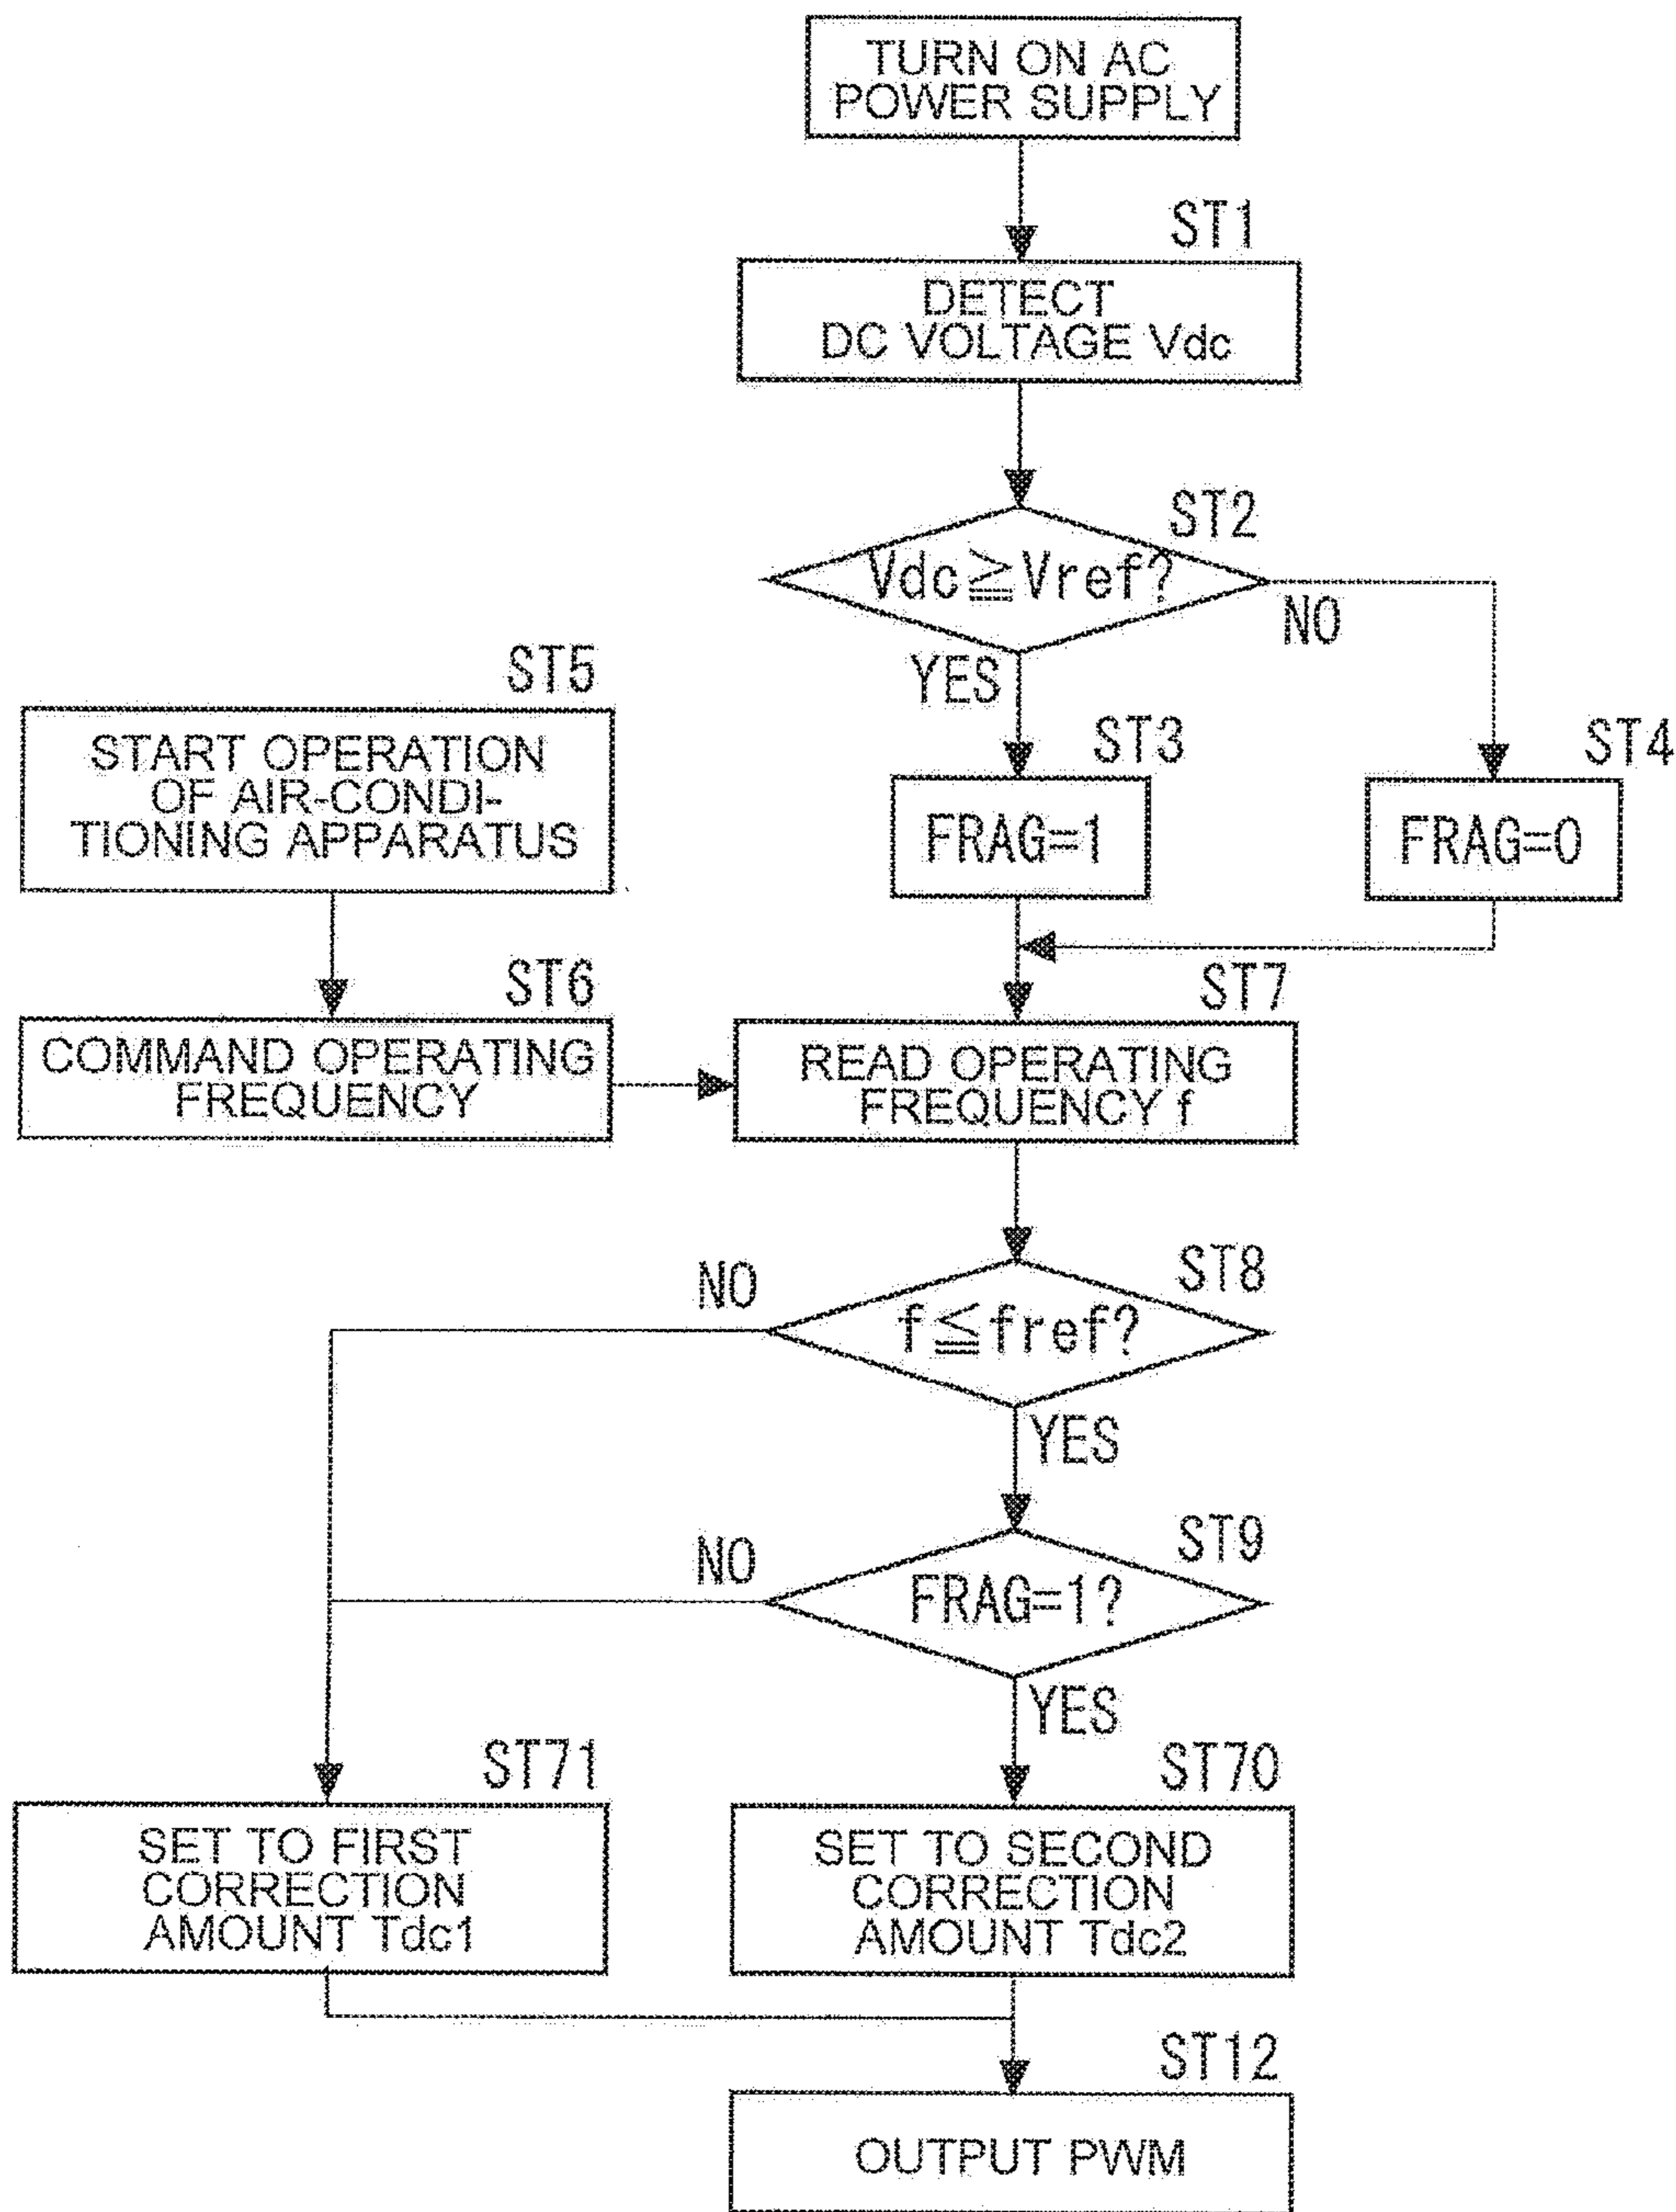 TURN ON AC
POWER SUPPLY
ST1
DETECT
DC VOLTAGE Vdc
ST2
Vdc≧Vref?
NO
YES
ST5
START OPERATION
OF AIR-CONDI-
TIONING APPARATUS
ST3
FRAG=1
ST4
FRAG=0
ST6
COMMAND OPERATING
FREQUENCY
ST7
READ OPERATING
FREQUENCY f
ST8
NO
f≦fref?
YES
ST9
NO
FRAG=1?
YES
ST71
SET TO FIRST
CORRECTION
AMOUNT Tdc1
ST70
SET TO SECOND
CORRECTION
AMOUNT Tdc2
ST12
OUTPUT PWM